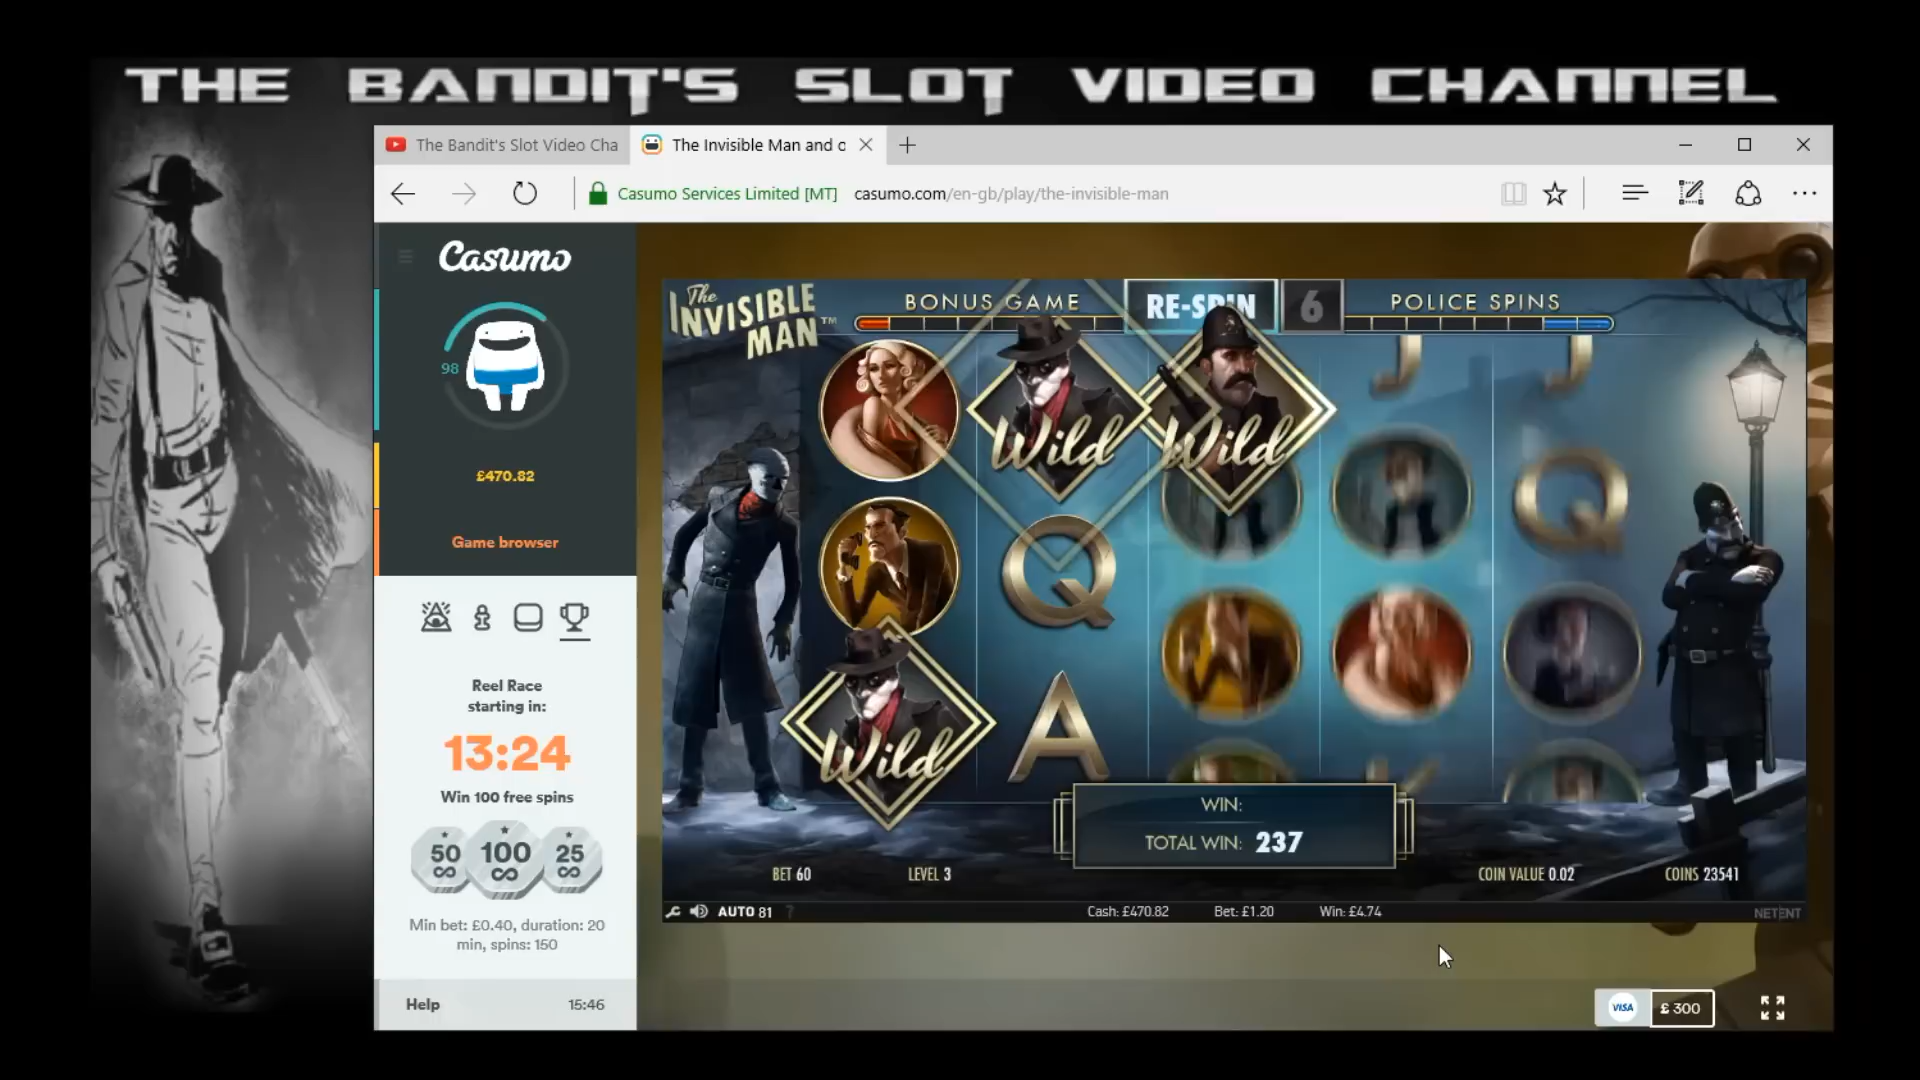 THE BANDIT'S SLOT VIDEO CHANNEL
The Bandit's Slot Video Cha
The Invisible Man and o
Casumo Services Limited [MT] casumo.com/en-gb/play/the-invisible-man
Casumo
98
£470.82
Game browser
Reel Race
starting in:
13:24
Win 100 free spins
50 100 25
Min bet: £0.40, duration: 20
min, spins: 150
Help 15:46
The
INVISIBLE
MAN™
BONUS GAME RE-SPIN 6 POLICE SPINS
J J
Wild Wild
Q Q
Wild A
WIN:
TOTAL WIN: 237
BET 60 LEVEL 3 COIN VALUE 0.02 COINS 23541
AUTO 81 ? Cash: £470.82 Bet: £1.20 Win: £4.74 NETENT
VISA £ 300